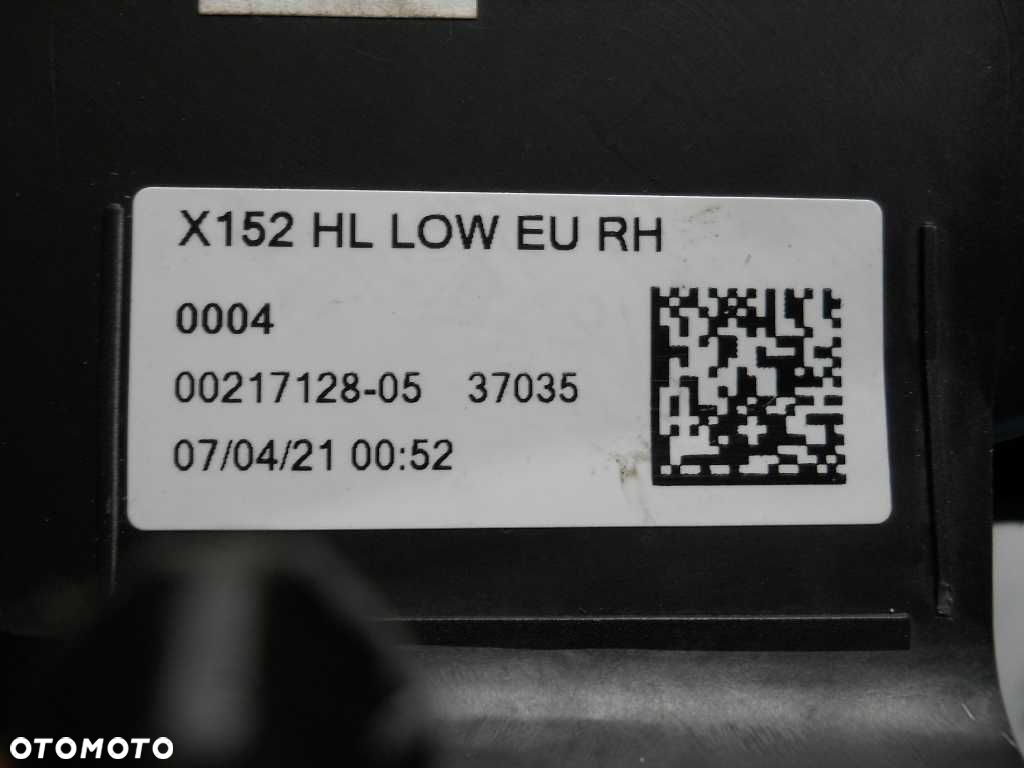 X152 HL LOW EU RH
0004
00217128-05 37035
07/04/21 00:52
OTOMOTO